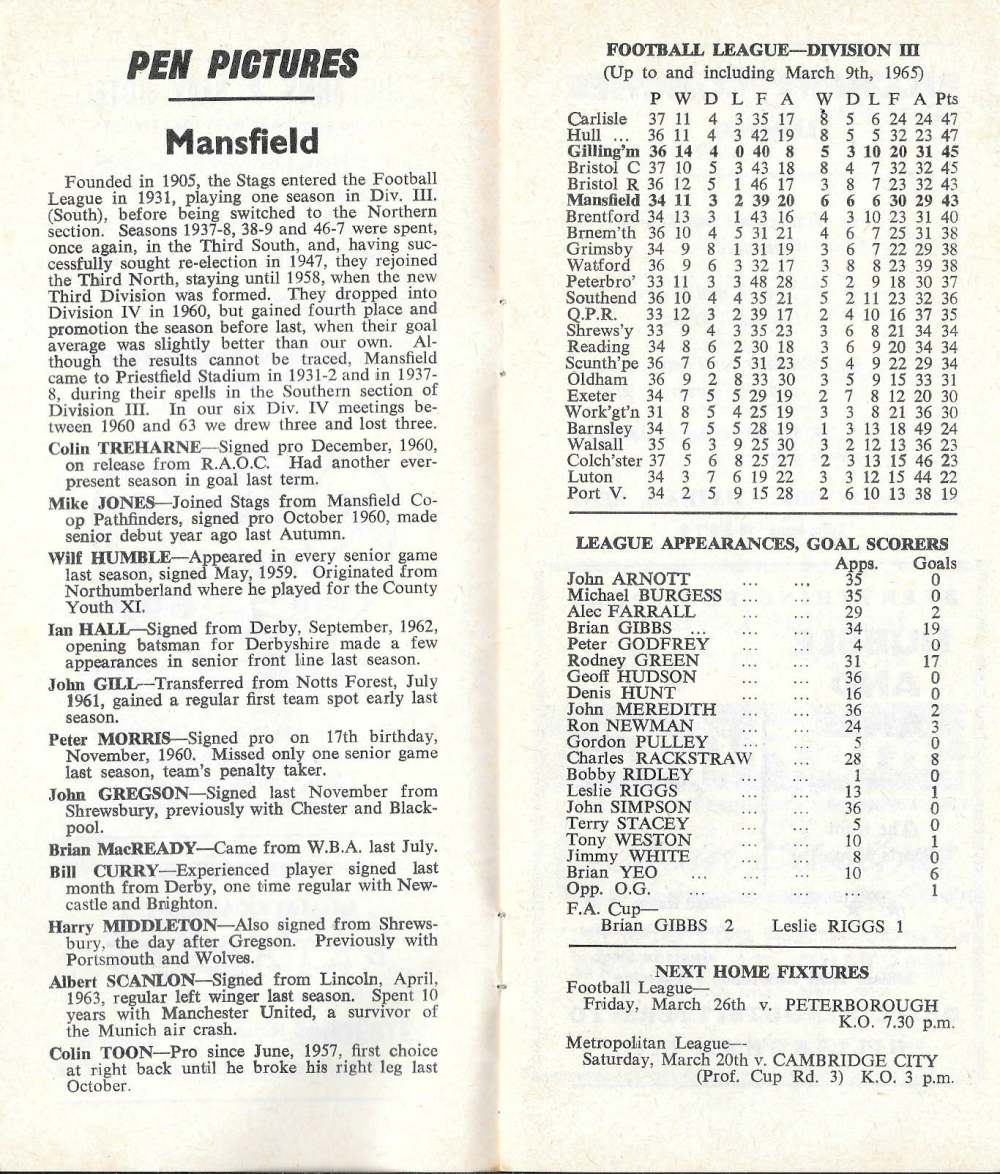 PEN PICTURES
Mansfield
Founded in 1905, the Stags entered the Football
League in 1931, playing one season in Div. III.
(South), before being switched to the Northern
section. Seasons 1937-8, 38-9 and 46-7 were spent,
once again, in the Third South, and, having suc-
cessfully sought re-election in 1947, they rejoined
the Third North, staying until 1958, when the new
Third Division was formed. They dropped into
Division IV in 1960, but gained fourth place and
promotion the season before last, when their goal
average was slightly better than our own. Al-
though the results cannot be traced, Mansfield
came to Priestfield Stadium in 1931-2 and in 1937-
8, during their spells in the Southern section of
Division III. In our six Div. IV meetings be-
tween 1960 and 63 we drew three and lost three.
Colin TREHARNE—Signed pro December, 1960,
on release from R.A.O.C. Had another ever-
present season in goal last term.
Mike JONES—Joined Stags from Mansfield Co-
op Pathfinders, signed pro October 1960, made
senior debut year ago last Autumn.
Wilf HUMBLE—Appeared in every senior game
last season, signed May, 1959. Originated from
Northumberland where he played for the County
Youth XI.
Ian HALL—Signed from Derby, September, 1962,
opening batsman for Derbyshire made a few
appearances in senior front line last season.
John GILL—Transferred from Notts Forest, July
1961, gained a regular first team spot early last
season.
Peter MORRIS—Signed pro on 17th birthday,
November, 1960. Missed only one senior game
last season, team's penalty taker.
John GREGSON—Signed last November from
Shrewsbury, previously with Chester and Black-
pool.
Brian MacREADY—Came from W.B.A. last July.
Bill CURRY—Experienced player signed last
month from Derby, one time regular with New-
castle and Brighton.
Harry MIDDLETON—Also signed from Shrews-
bury, the day after Gregson. Previously with
Portsmouth and Wolves.
Albert SCANLON—Signed from Lincoln, April,
1963, regular left winger last season. Spent 10
years with Manchester United, a survivor of
the Munich air crash.
Colin TOON—Pro since June, 1957, first choice
at right back until he broke his right leg last
October.
FOOTBALL LEAGUE—DIVISION III
(Up to and including March 9th, 1965)
P W D L F A W D L F A Pts
Carlisle 37 11 4 3 35 17 8 5 6 24 24 47
Hull ... 36 11 4 3 42 19 8 5 5 32 23 47
Gilling'm 36 14 4 0 40 8 5 3 10 20 31 45
Bristol C 37 10 5 3 43 18 8 4 7 32 32 45
Bristol R 36 12 5 1 46 17 3 8 7 23 32 43
Mansfield 34 11 3 2 39 20 6 6 6 30 29 43
Brentford 34 13 3 1 43 16 4 3 10 23 31 40
Brnem'th 36 10 4 5 31 21 4 6 7 25 31 38
Grimsby 34 9 8 1 31 19 3 6 7 22 29 38
Watford 36 9 6 3 32 17 3 8 8 23 39 38
Peterbro' 33 11 3 3 48 28 5 2 9 18 30 37
Southend 36 10 4 4 35 21 5 2 11 23 32 36
Q.P.R. 33 12 3 2 39 17 2 4 10 16 37 35
Shrews'y 33 9 4 3 35 23 3 6 8 21 34 34
Reading 34 8 6 2 30 18 3 6 9 20 34 34
Scunth'pe 36 7 6 5 31 23 5 4 9 22 29 34
Oldham 36 9 2 8 33 30 3 5 9 15 33 31
Exeter 34 7 5 5 29 19 2 7 8 12 20 30
Work'gt'n 31 8 5 4 25 19 3 3 8 21 36 30
Barnsley 34 7 5 5 28 19 1 3 13 18 49 24
Walsall 35 6 3 9 25 30 3 2 12 13 36 23
Colch'ster 37 5 6 8 25 27 2 3 13 15 46 23
Luton 34 3 7 6 19 22 3 3 12 15 44 22
Port V. 34 2 5 9 15 28 2 6 10 13 38 19
LEAGUE APPEARANCES, GOAL SCORERS
Apps. Goals
John ARNOTT ... ... 35 0
Michael BURGESS ... ... 35 0
Alec FARRALL ... ... 29 2
Brian GIBBS ... ... ... 34 19
Peter GODFREY ... ... 4 0
Rodney GREEN ... ... 31 17
Geoff HUDSON ... ... 36 0
Denis HUNT ... ... 16 0
John MEREDITH ... ... 36 2
Ron NEWMAN ... ... 24 3
Gordon PULLEY ... ... 5 0
Charles RACKSTRAW ... 28 8
Bobby RIDLEY ... ... 1 0
Leslie RIGGS ... ... 13 1
John SIMPSON ... ... 36 0
Terry STACEY ... ... 5 0
Tony WESTON ... ... 10 1
Jimmy WHITE ... ... 8 0
Brian YEO ... ... ... 10 6
Opp. O.G. ... ... ... ... 1
F.A. Cup—
Brian GIBBS 2 Leslie RIGGS 1
NEXT HOME FIXTURES
Football League—
Friday, March 26th v. PETERBOROUGH
K.O. 7.30 p.m.
Metropolitan League—
Saturday, March 20th v. CAMBRIDGE CITY
(Prof. Cup Rd. 3) K.O. 3 p.m.